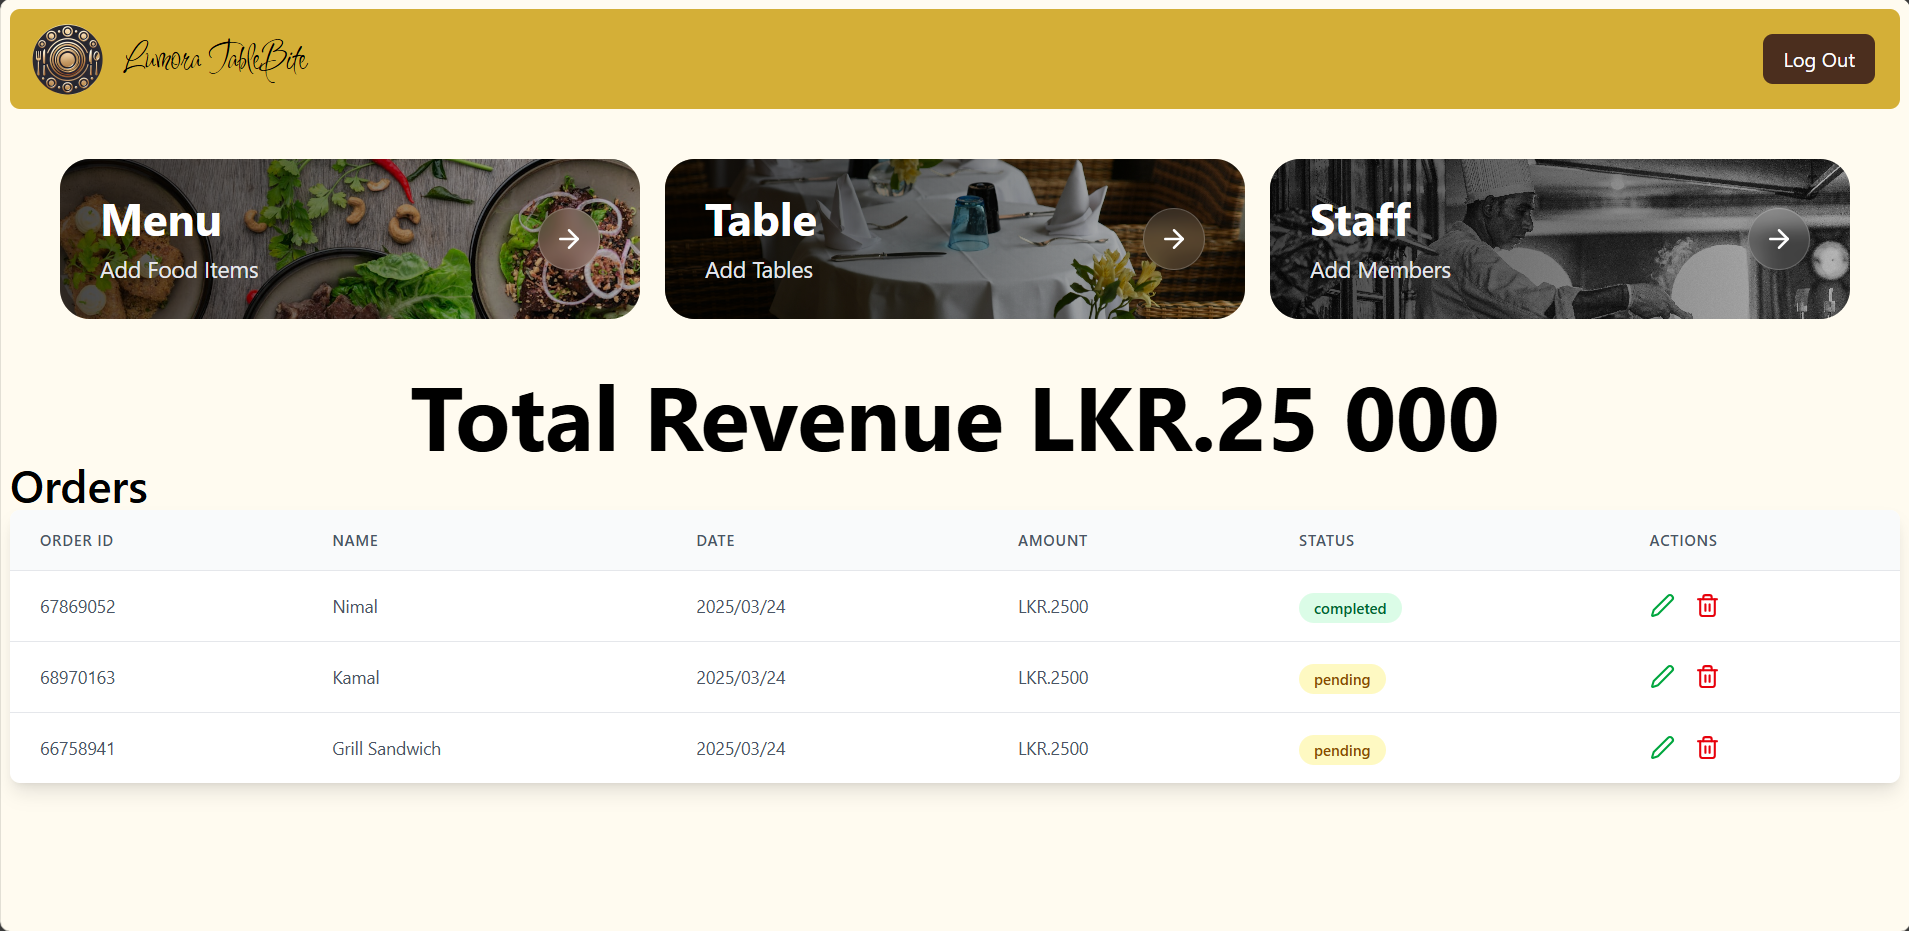 Lumora TableBite
Log Out
Menu
Add Food Items
Table
Add Tables
Staff
Add Members
Total Revenue LKR.25 000
Orders
ORDER ID NAME DATE AMOUNT STATUS ACTIONS
67869052 Nimal 2025/03/24 LKR.2500 completed
68970163 Kamal 2025/03/24 LKR.2500 pending
66758941 Grill Sandwich 2025/03/24 LKR.2500 pending